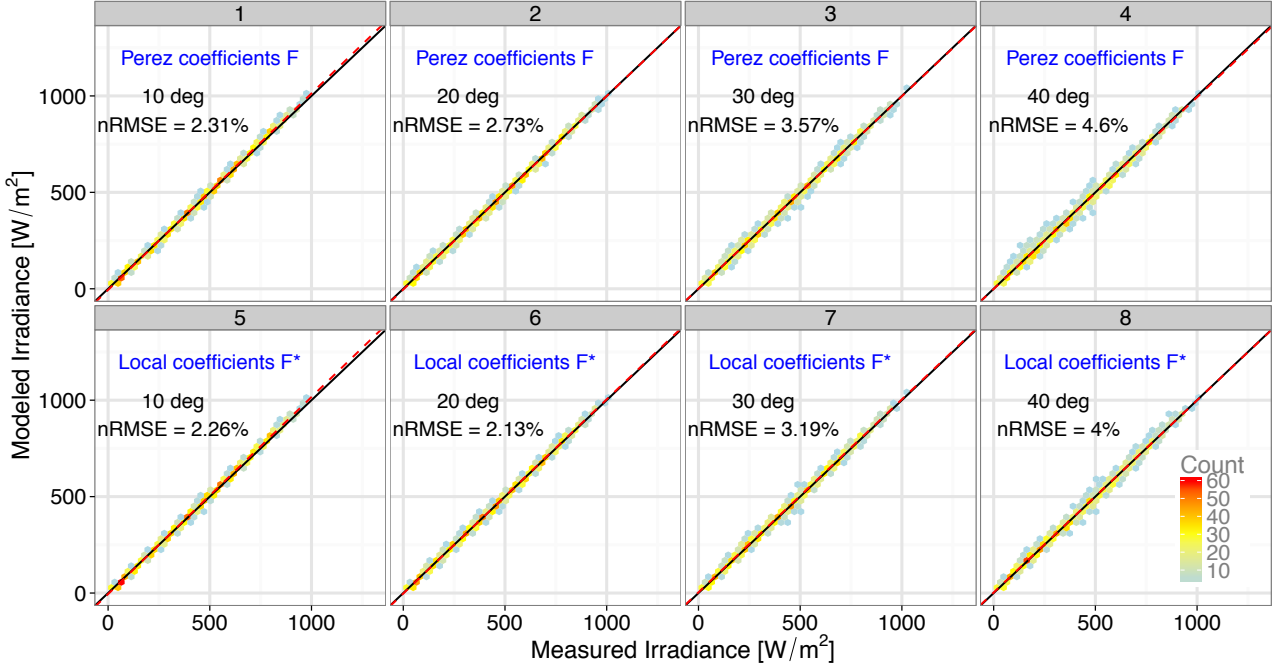 1 2 3 4
Perez coefficients F Perez coefficients F Perez coefficients F Perez coefficients F
1000
10 deg 20 deg 30 deg 40 deg
nRMSE = 2.31% nRMSE = 2.73% nRMSE = 3.57% nRMSE = 4.6%
500
0
5 6 7 8
Local coefficients F* Local coefficients F* Local coefficients F* Local coefficients F*
1000
10 deg 20 deg 30 deg 40 deg
nRMSE = 2.26% nRMSE = 2.13% nRMSE = 3.19% nRMSE = 4%
500
0
Count
60
50
40
30
20
10
0 500 1000 0 500 1000 0 500 1000 0 500 1000
Measured Irradiance [W/m²]
Modeled Irradiance [W/m²]